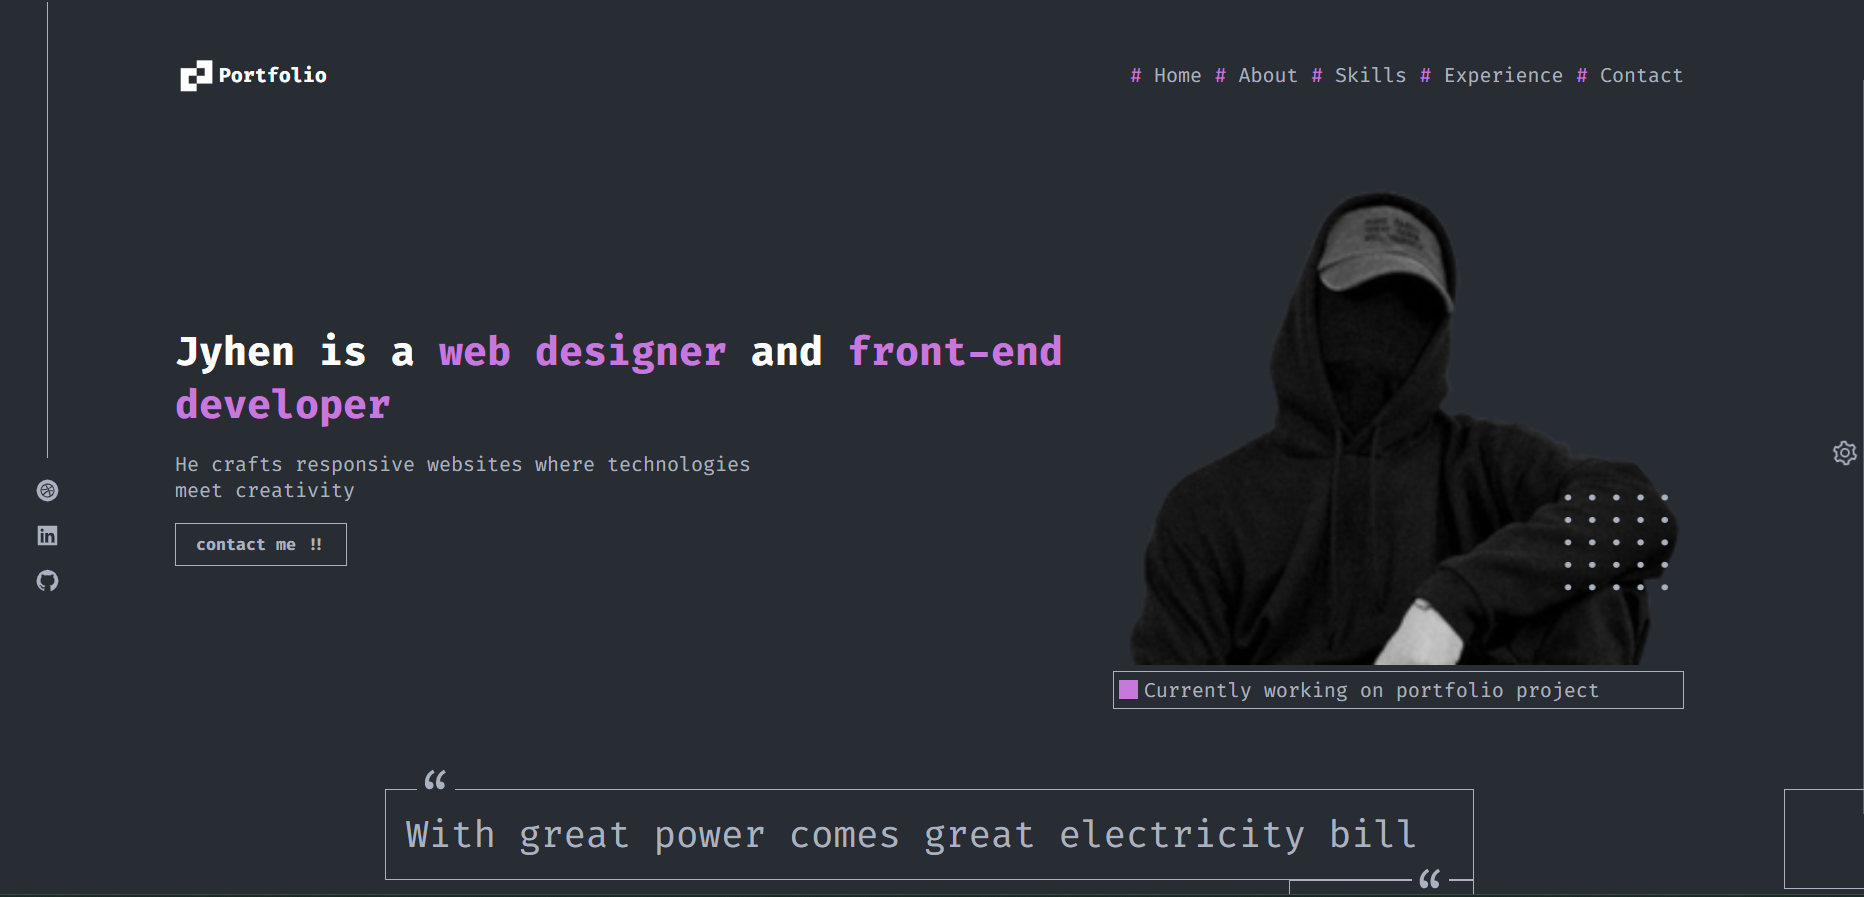 Portfolio
# Home # About # Skills # Experience # Contact
Jyhen is a web designer and front-end
developer
He crafts responsive websites where technologies
meet creativity
contact me !!
in
Currently working on portfolio project
“
With great power comes great electricity bill
“